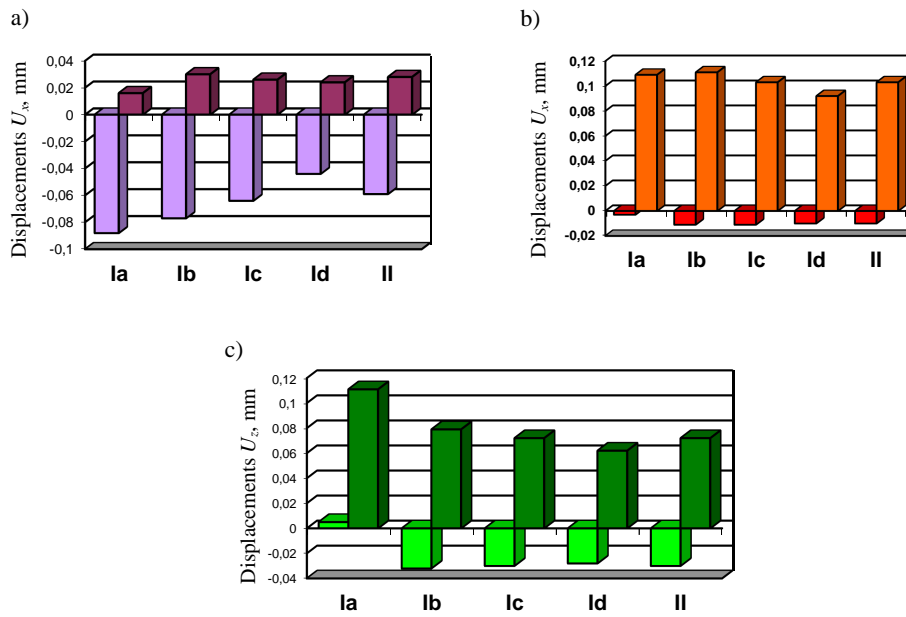 a)
Displacements Ux, mm
0,04
0,02
0
-0,02
-0,04
-0,06
-0,08
-0,1
Ia Ib Ic Id II
b)
Displacements Ux, mm
0,12
0,1
0,08
0,06
0,04
0,02
0
-0,02
Ia Ib Ic Id II
c)
Displacements Uz, mm
0,12
0,1
0,08
0,06
0,04
0,02
0
-0,02
-0,04
Ia Ib Ic Id II